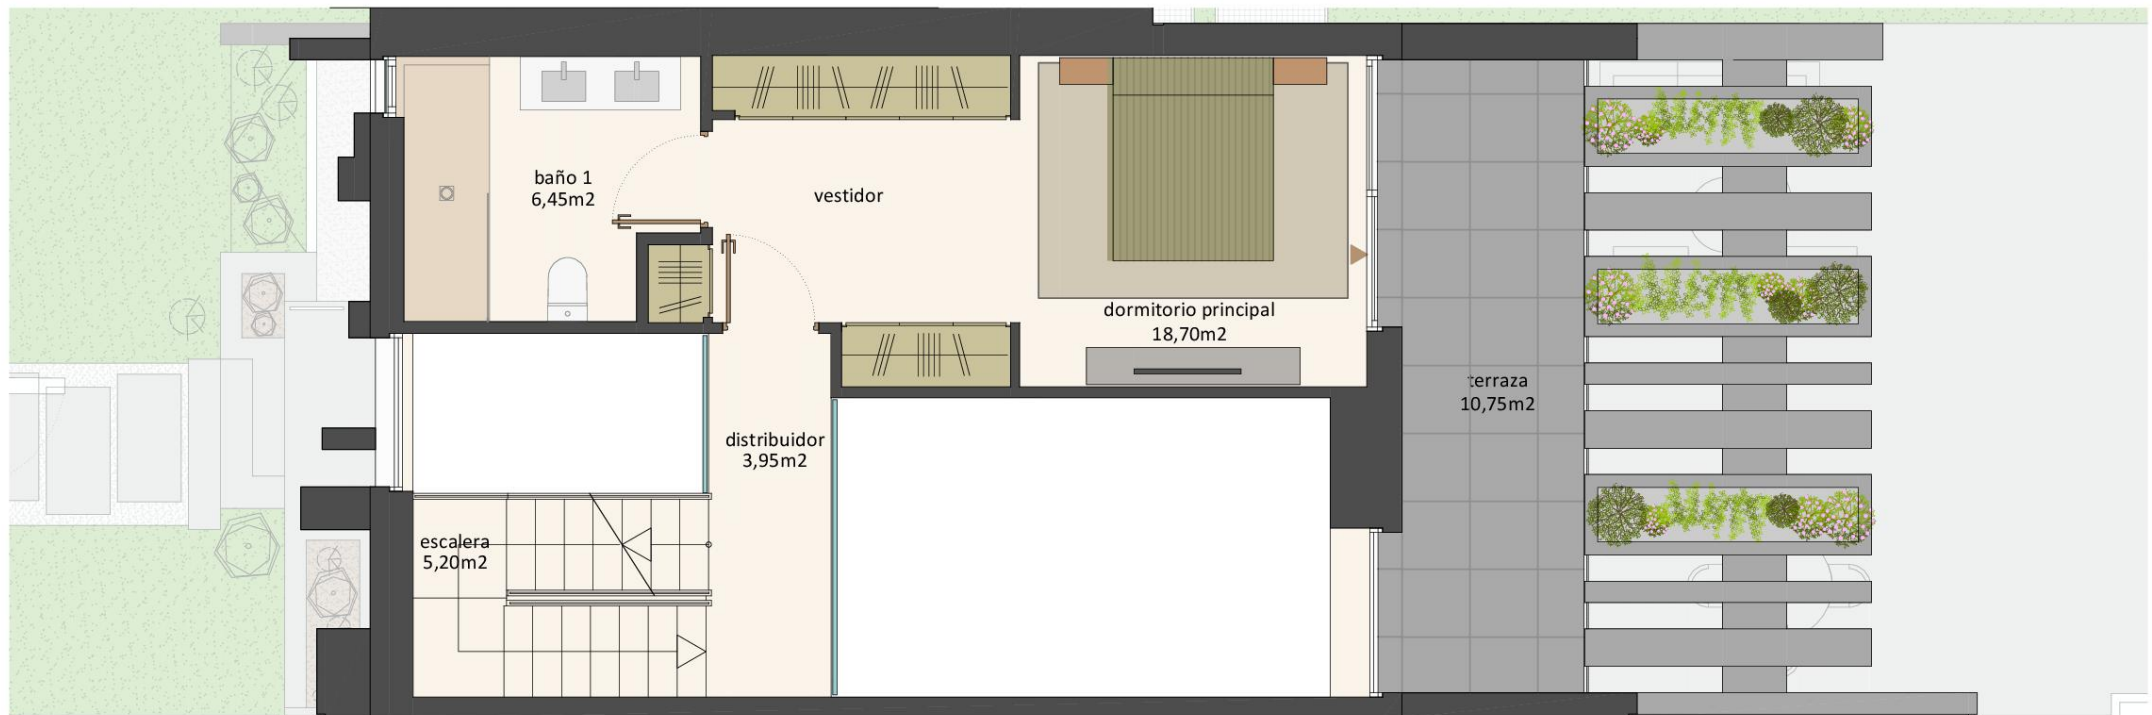 baño 1
6,45m2
vestidor
dormitorio principal
18,70m2
terraza
10,75m2
distribuidor
3,95m2
escalera
5,20m2